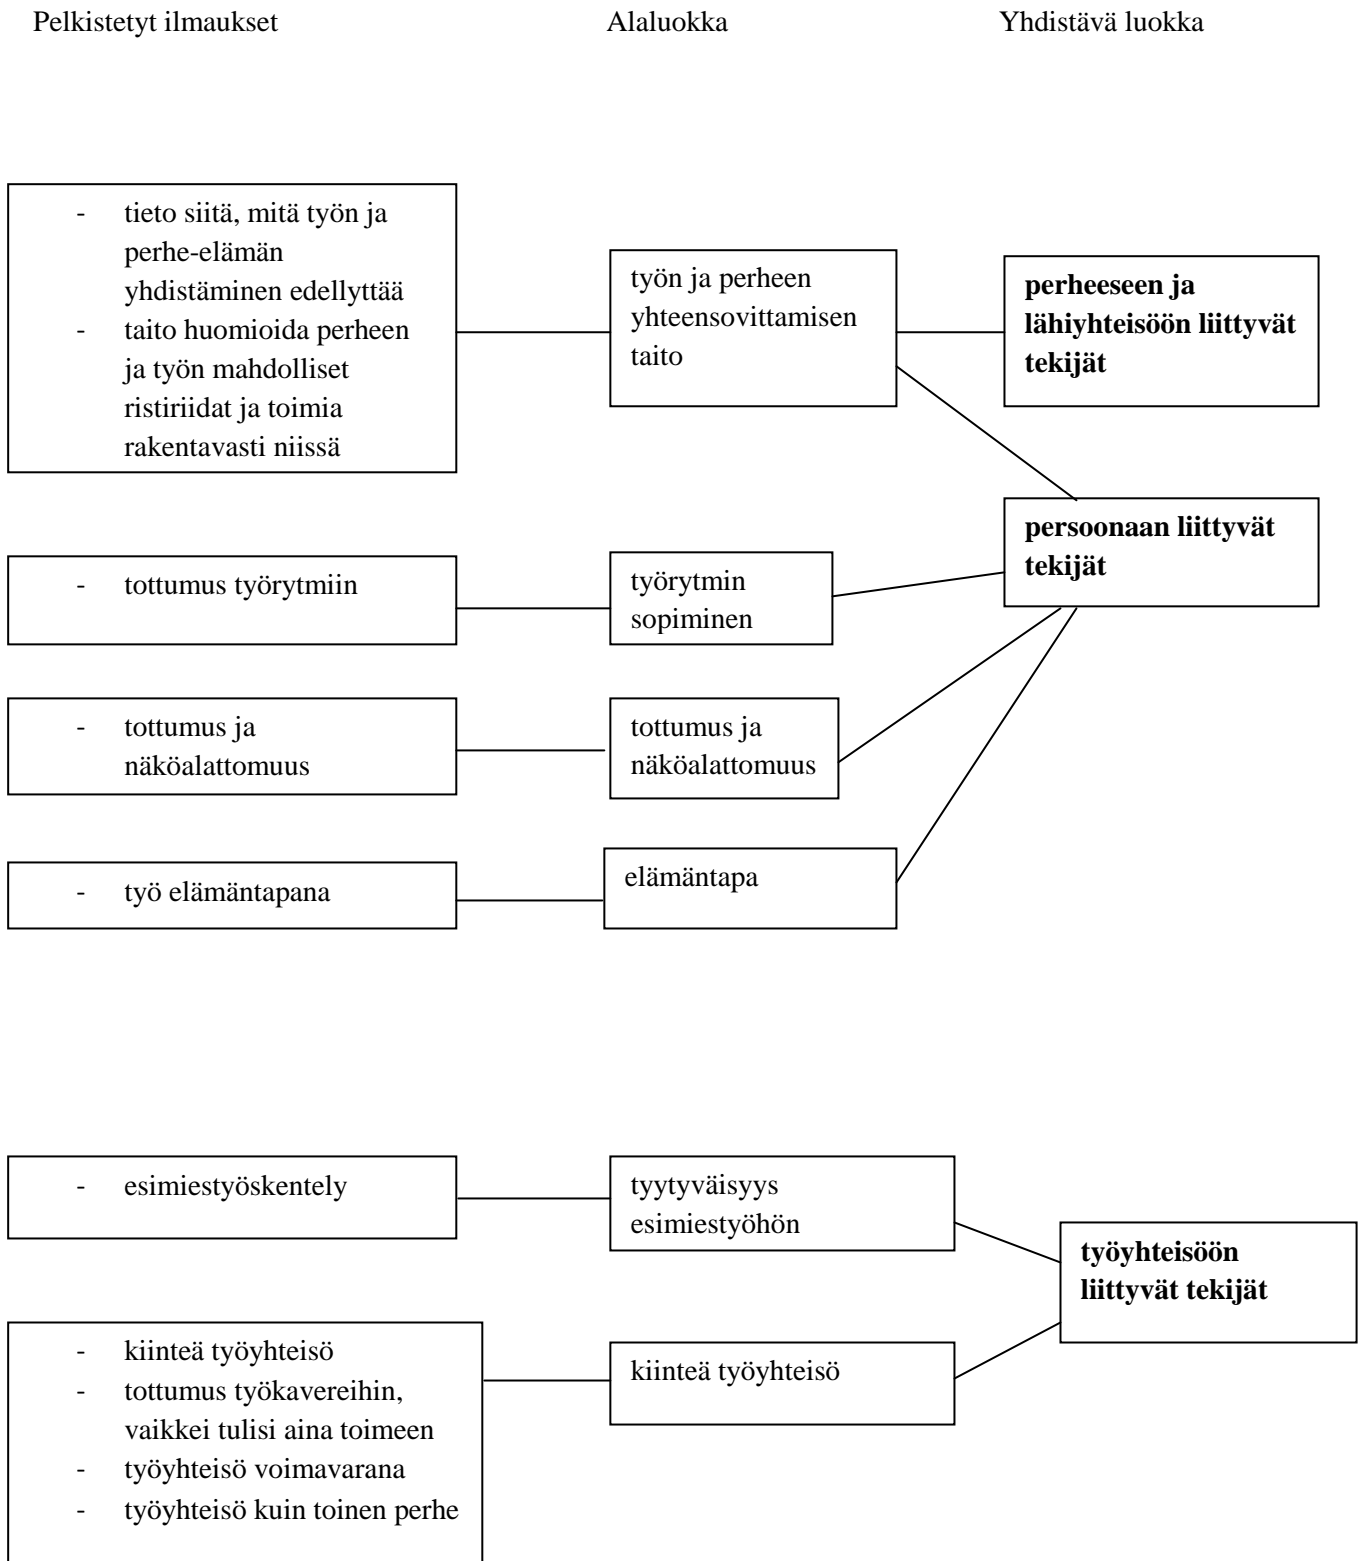 Pelkistetyt ilmaukset Alaluokka Yhdistävä luokka
- tieto siitä, mitä työn ja
perhe-elämän
yhdistäminen edellyttää
- taito huomioida perheen
ja työn mahdolliset
ristiriidat ja toimia
rakentavasti niissä
työn ja perheen
yhteensovittamisen
taito
perheeseen ja
lähiyhteisöön liittyvät
tekijät
persoonaan liittyvät
tekijät
- tottumus työrytmiin
työrytmin
sopiminen
- tottumus ja
näköalattomuus
tottumus ja
näköalattomuus
- työ elämäntapana
elämäntapa
- esimiestyöskentely
tyytyväisyys
esimiestyöhön
työyhteisöön
liittyvät tekijät
- kiinteä työyhteisö
- tottumus työkavereihin,
vaikkei tulisi aina toimeen
- työyhteisö voimavarana
- työyhteisö kuin toinen perhe
kiinteä työyhteisö